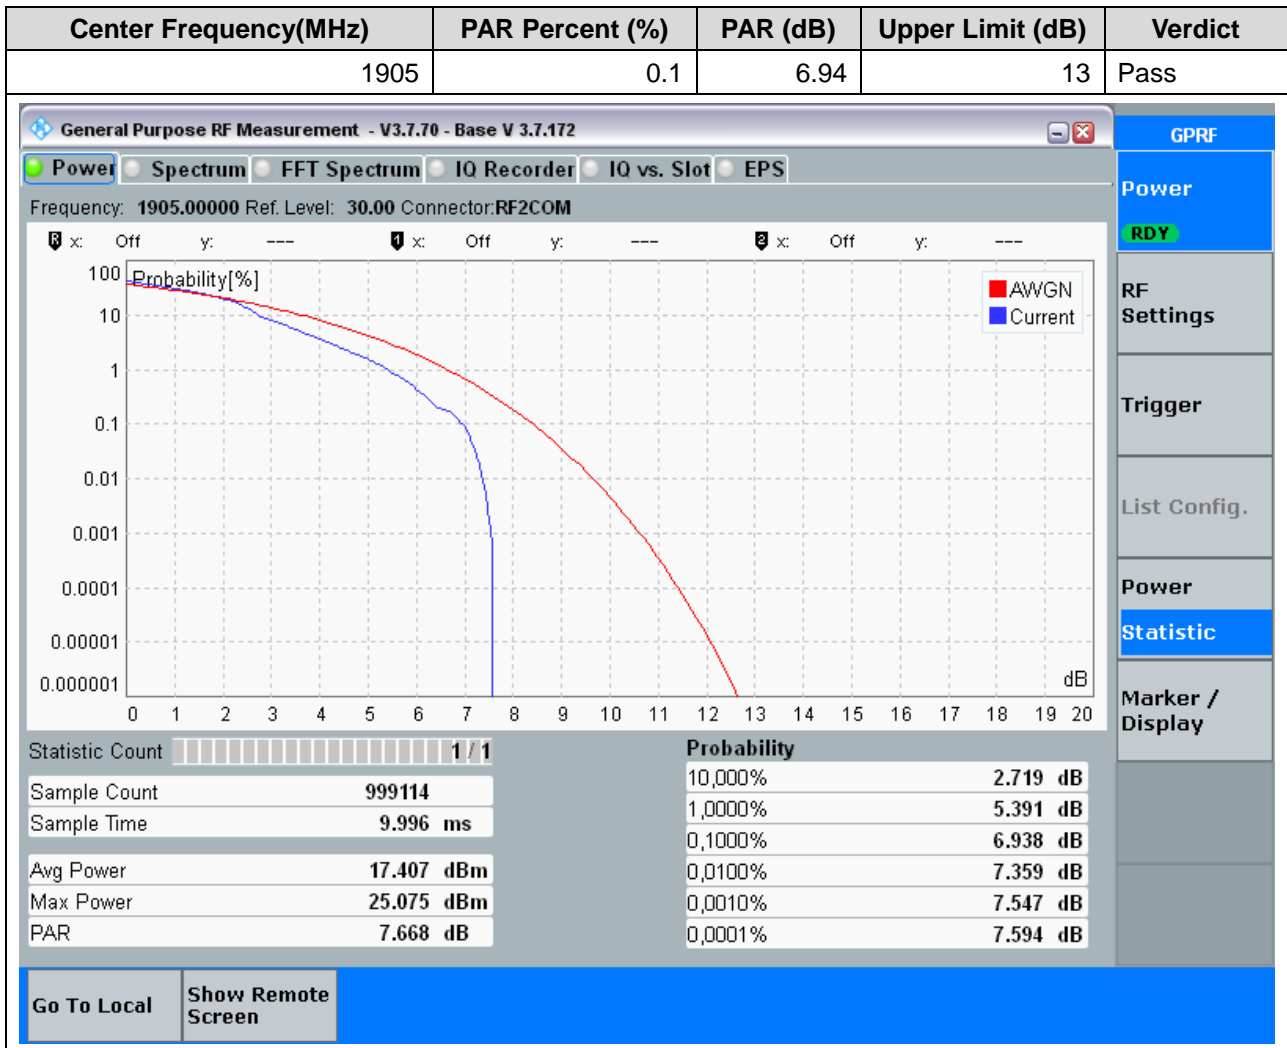 Center Frequency(MHz) PAR Percent (%) PAR (dB) Upper Limit (dB) Verdict
1905 0.1 6.94 13 Pass
General Purpose RF Measurement - V3.7.70 - Base V 3.7.172
GPRF
Power Spectrum FFT Spectrum IQ Recorder IQ vs. Slot EPS
Frequency: 1905.00000 Ref. Level: 30.00 Connector:RF2COM
R x: Off y: --- 1 x: Off y: --- 2 x: Off y: ---
Probability[%]
AWGN
Current
100
10
1
0.1
0.01
0.001
0.0001
0.00001
0.000001
dB
0 1 2 3 4 5 6 7 8 9 10 11 12 13 14 15 16 17 18 19 20
Statistic Count 1 / 1
Sample Count 999114
Sample Time 9.996 ms
Avg Power 17.407 dBm
Max Power 25.075 dBm
PAR 7.668 dB
Probability
10,000% 2.719 dB
1,0000% 5.391 dB
0,1000% 6.938 dB
0,0100% 7.359 dB
0,0010% 7.547 dB
0,0001% 7.594 dB
Power
RDY
RF
Settings
Trigger
List Config.
Power
Statistic
Marker /
Display
Go To Local
Show Remote
Screen